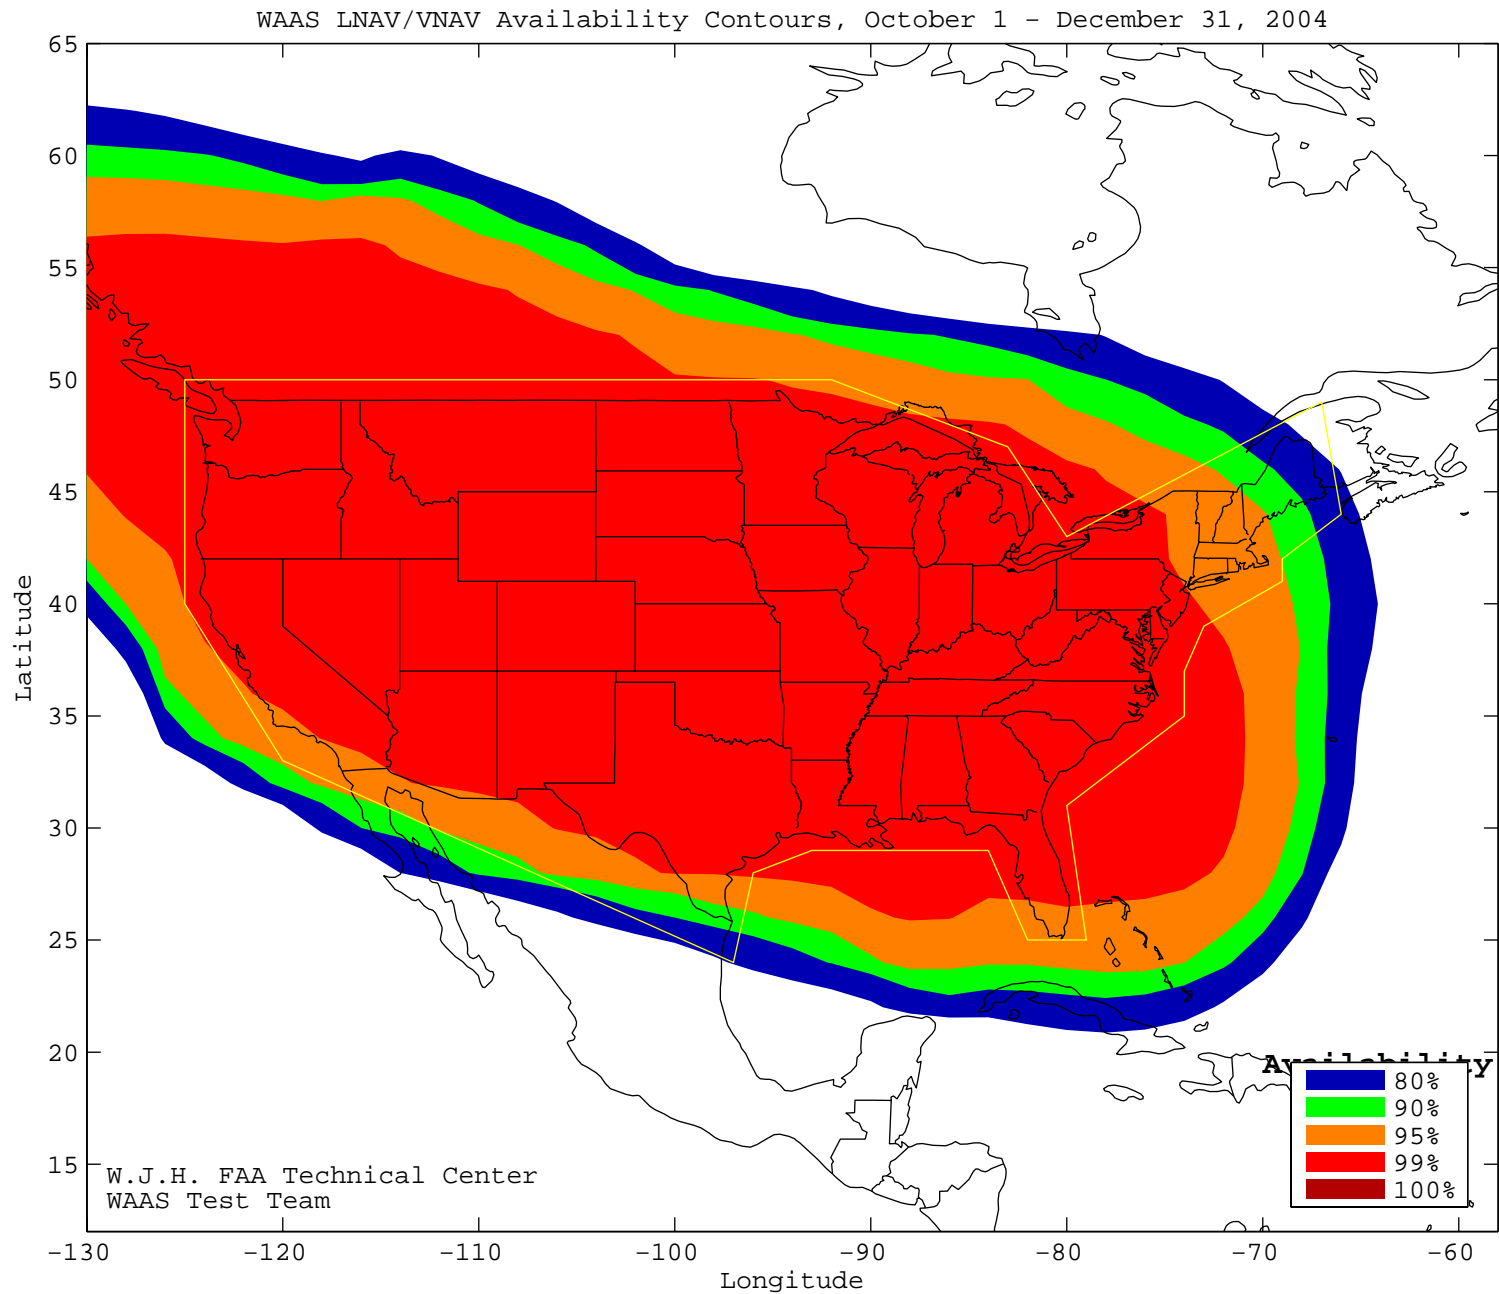 WAAS LNAV/VNAV Availability Contours, October 1 - December 31, 2004
65
60
55
50
45
40
35
30
25
20
15
Latitude
-130 -120 -110 -100 -90 -80 -70 -60
Longitude
W.J.H. FAA Technical Center
WAAS Test Team
Availability
80%
90%
95%
99%
100%